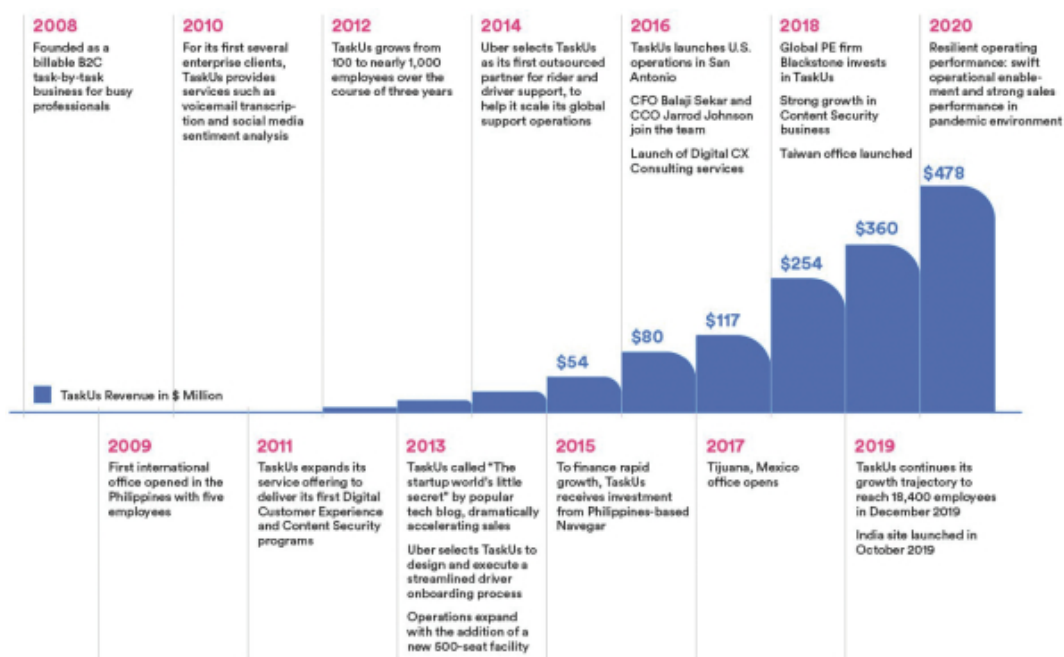 2008
Founded as a
billable B2C
task-by-task
business for busy
professionals
2010
For its first several
enterprise clients,
TaskUs provides
services such as
voicemail transcrip-
tion and social media
sentiment analysis
2012
TaskUs grows from
100 to nearly 1,000
employees over the
course of three years
2014
Uber selects TaskUs
as its first outsourced
partner for rider and
driver support, to
help it scale its global
support operations
2016
TaskUs launches U.S.
operations in San
Antonio
CFO Balaji Sekar and
CCO Jarrod Johnson
join the team
Launch of Digital CX
Consulting services
2018
Global PE firm
Blackstone invests
in TaskUs
Strong growth in
Content Security
business
Taiwan office launched
2020
Resilient operating
performance: swift
operational enable-
ment and strong sales
performance in
pandemic environment
$54
$80
$117
$254
$360
$478
TaskUs Revenue in $ Million
2009
First international
office opened in the
Philippines with five
employees
2011
TaskUs expands its
service offering to
deliver its first Digital
Customer Experience
and Content Security
programs
2013
TaskUs called "The
startup world's little
secret" by popular
tech blog, dramatically
accelerating sales
Uber selects TaskUs to
design and execute a
streamlined driver
onboarding process
Operations expand
with the addition of a
new 500-seat facility
2015
To finance rapid
growth, TaskUs
receives investment
from Philippines-based
Navegar
2017
Tijuana, Mexico
office opens
2019
TaskUs continues its
growth trajectory to
reach 18,400 employees
in December 2019
India site launched in
October 2019